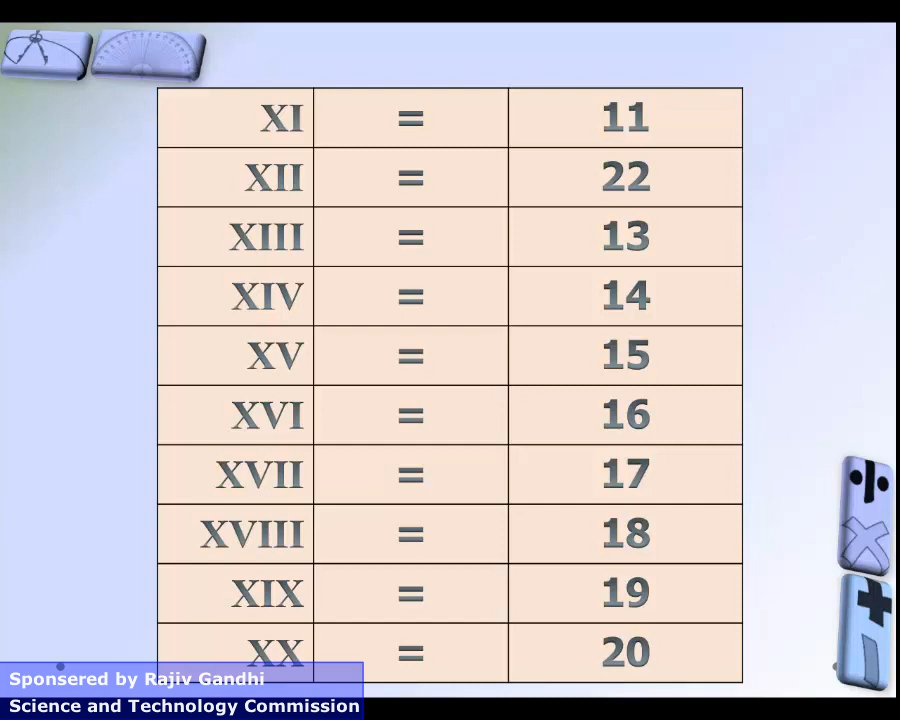 XI = 11
XII = 22
XIII = 13
XIV = 14
XV = 15
XVI = 16
XVII = 17
XVIII = 18
XIX = 19
XX = 20
Sponsered by Rajiv Gandhi
Science and Technology Commission